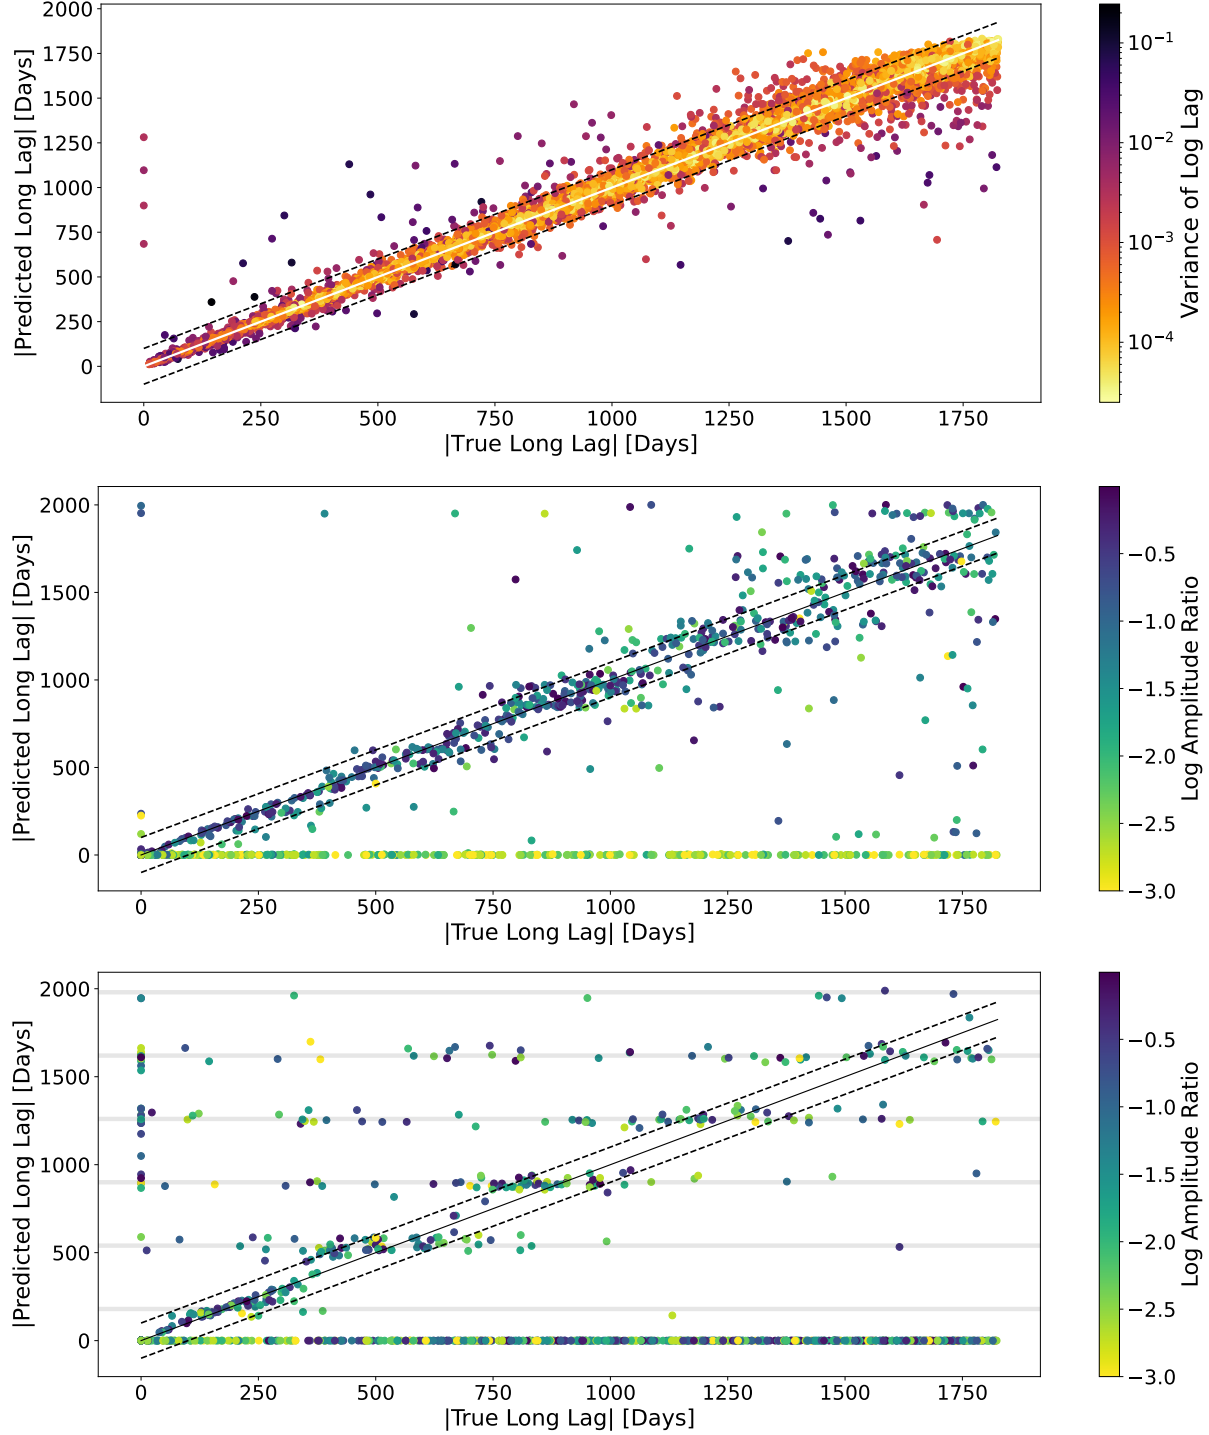 2000
1750
1500
1250
1000
750
500
250
0
|Predicted Long Lag| [Days]
0 250 500 750 1000 1250 1500 1750
|True Long Lag| [Days]
10⁻¹
10⁻²
10⁻³
10⁻⁴
Variance of Log Lag
2000
1500
1000
500
0
|Predicted Long Lag| [Days]
0 250 500 750 1000 1250 1500 1750
|True Long Lag| [Days]
−0.5
−1.0
−1.5
−2.0
−2.5
−3.0
Log Amplitude Ratio
2000
1500
1000
500
0
|Predicted Long Lag| [Days]
0 250 500 750 1000 1250 1500 1750
|True Long Lag| [Days]
−0.5
−1.0
−1.5
−2.0
−2.5
−3.0
Log Amplitude Ratio